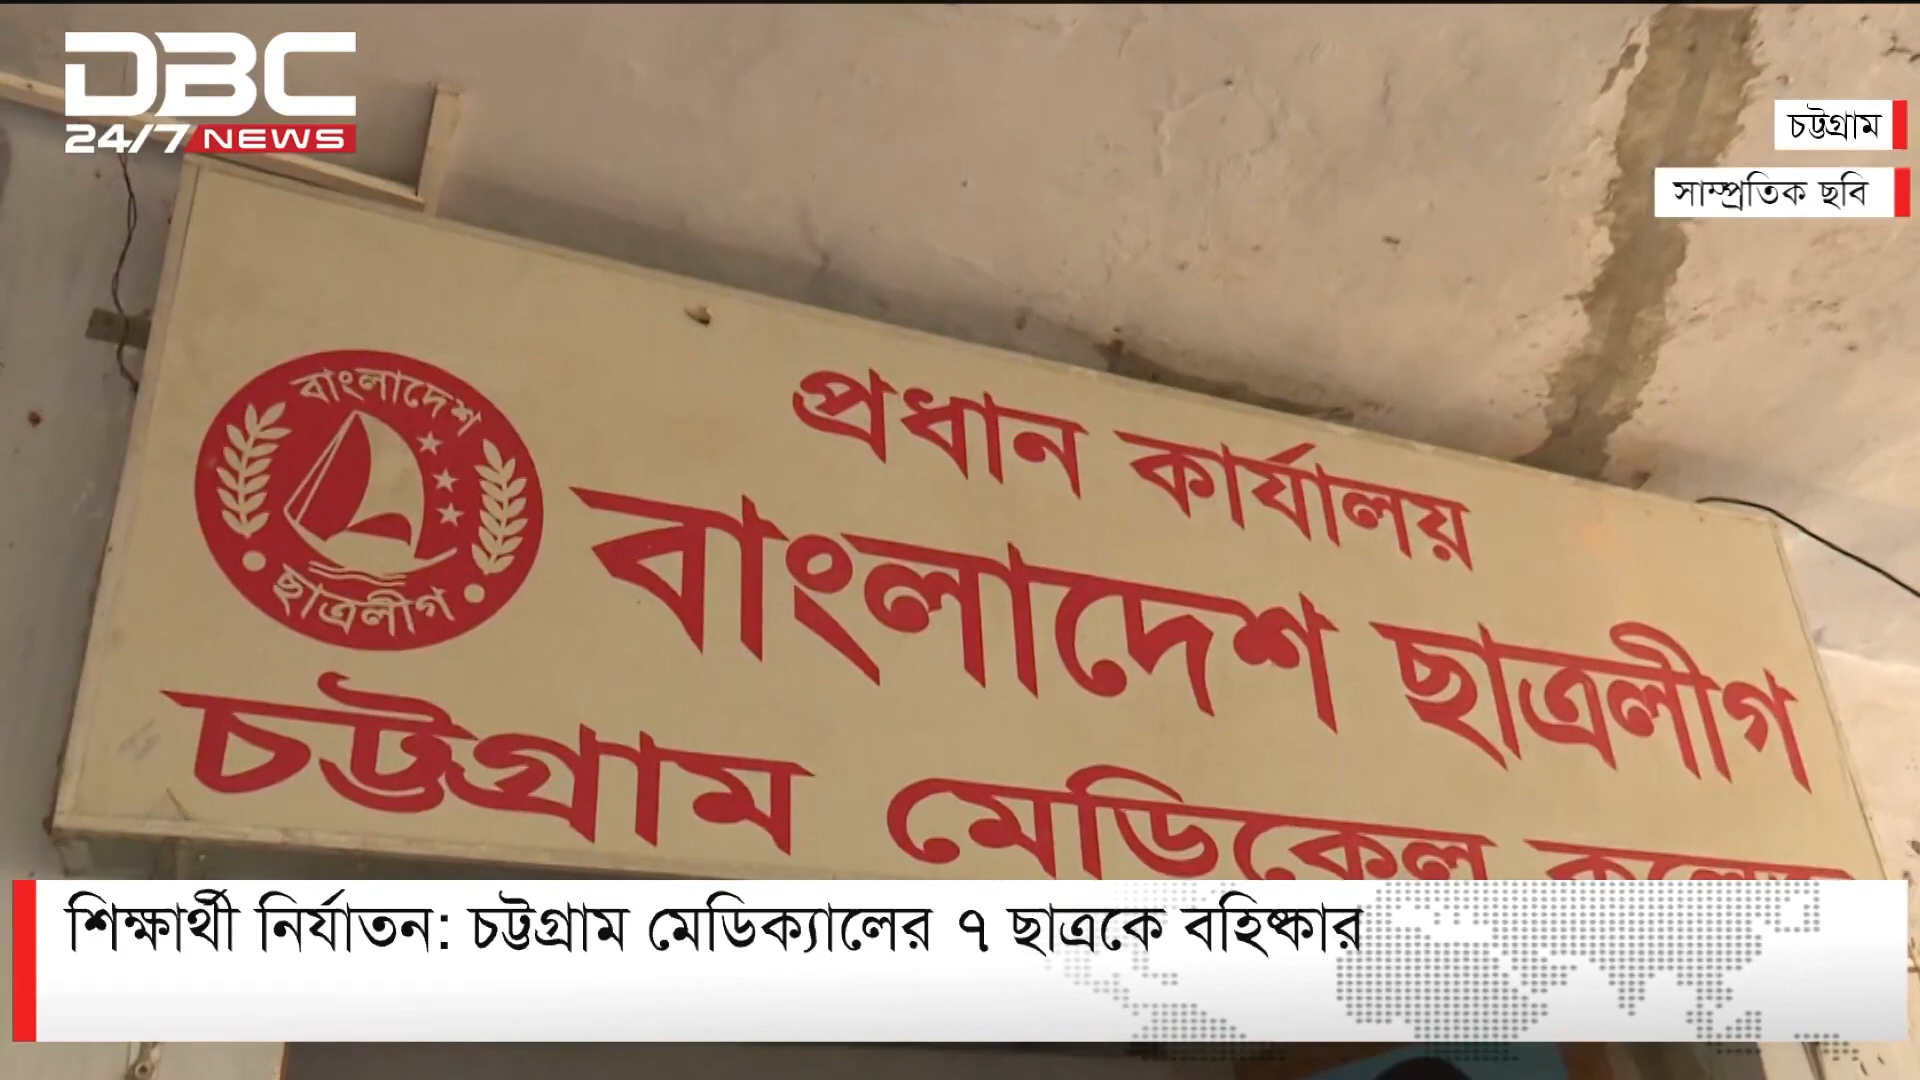 DBC
24/7 NEWS
চট্টগ্রাম
সাম্প্রতিক ছবি
বাংলাদেশ
ছাত্রলীগ
প্রধান কার্যালয়
বাংলাদেশ ছাত্রলীগ
চট্টগ্রাম মেডিকেল কলেজ
শিক্ষার্থী নির্যাতন: চট্টগ্রাম মেডিক্যালের ৭ ছাত্রকে বহিষ্কার